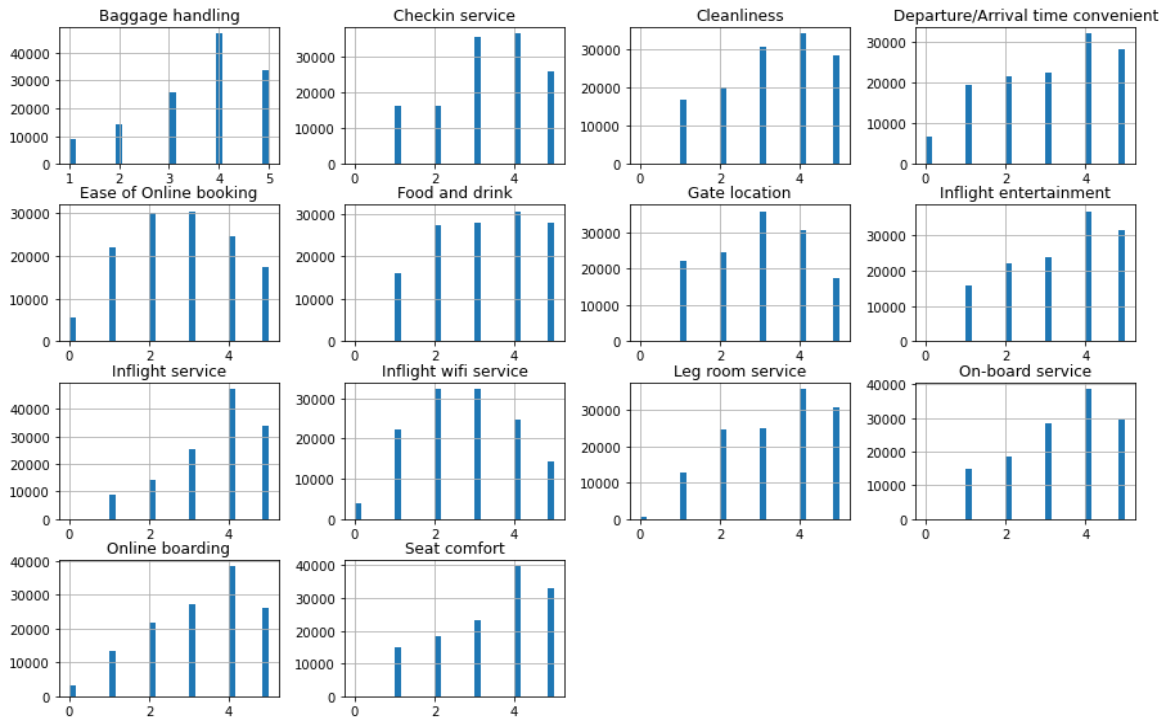 Baggage handling
40000
30000
20000
10000
0
1 2 3 4 5
Checkin service
30000
20000
10000
0
0 2 4
Cleanliness
30000
20000
10000
0
0 2 4
Departure/Arrival time convenient
30000
20000
10000
0
0 2 4
Ease of Online booking
30000
20000
10000
0
0 2 4
Food and drink
30000
20000
10000
0
0 2 4
Gate location
30000
20000
10000
0
0 2 4
Inflight entertainment
30000
20000
10000
0
0 2 4
Inflight service
40000
30000
20000
10000
0
0 2 4
Inflight wifi service
30000
20000
10000
0
0 2 4
Leg room service
30000
20000
10000
0
0 2 4
On-board service
40000
30000
20000
10000
0
0 2 4
Online boarding
40000
30000
20000
10000
0
0 2 4
Seat comfort
40000
30000
20000
10000
0
0 2 4